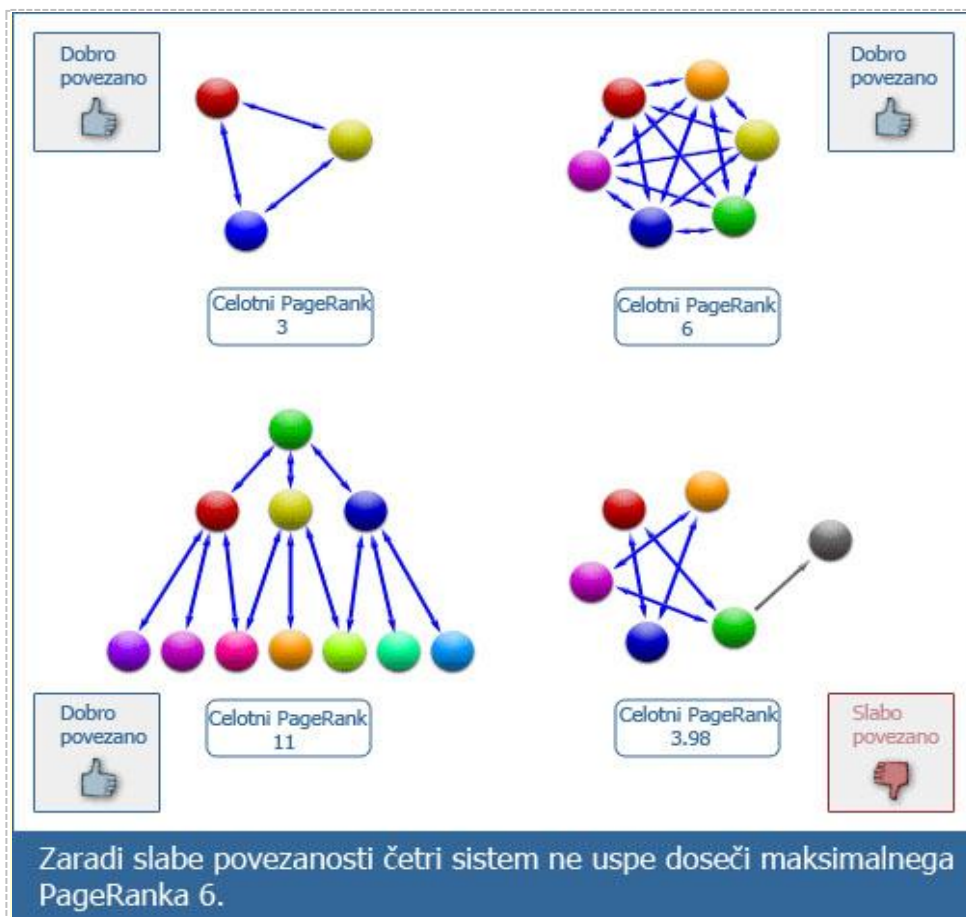 Dobro
povezano
Dobro
povezano
Celotni PageRank
3
Celotni PageRank
6
Dobro
povezano
Celotni PageRank
11
Celotni PageRank
3.98
Slabo
povezano
Zaradi slabe povezanosti četri sistem ne uspe doseči maksimalnega
PageRanka 6.